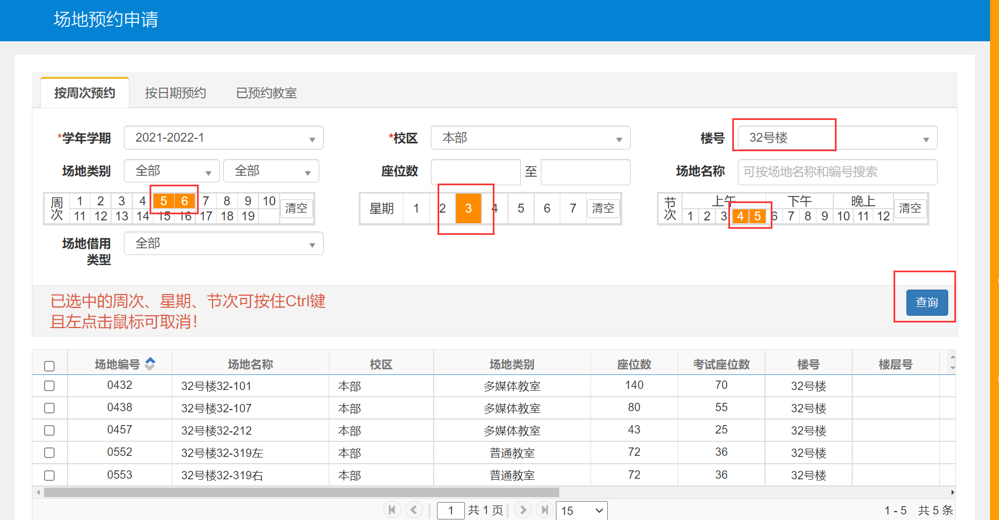 场地预约申请
按周次预约 按日期预约 已预约教室
*学年学期 2021-2022-1 *校区 本部 楼号 32号楼
场地类别 全部 全部 座位数 至 场地名称 可按场地名称和编号搜索
周次 1 2 3 4 5 6 7 8 9 10 清空 星期 1 2 3 4 5 6 7 清空 节次 上午 下午 晚上 清空
11 12 13 14 15 16 17 18 19 1 2 3 4 5 6 7 8 9 10 11 12
场地借用类型 全部
已选中的周次、星期、节次可按住Ctrl键
且左点击鼠标可取消！
查询
场地编号 场地名称 校区 场地类别 座位数 考试座位数 楼号 楼层号
0432 32号楼32-101 本部 多媒体教室 140 70 32号楼
0438 32号楼32-107 本部 多媒体教室 80 55 32号楼
0457 32号楼32-212 本部 多媒体教室 43 25 32号楼
0552 32号楼32-319左 本部 普通教室 72 36 32号楼
0553 32号楼32-319右 本部 普通教室 72 36 32号楼
1 共 1 页 15 1 - 5 共 5 条